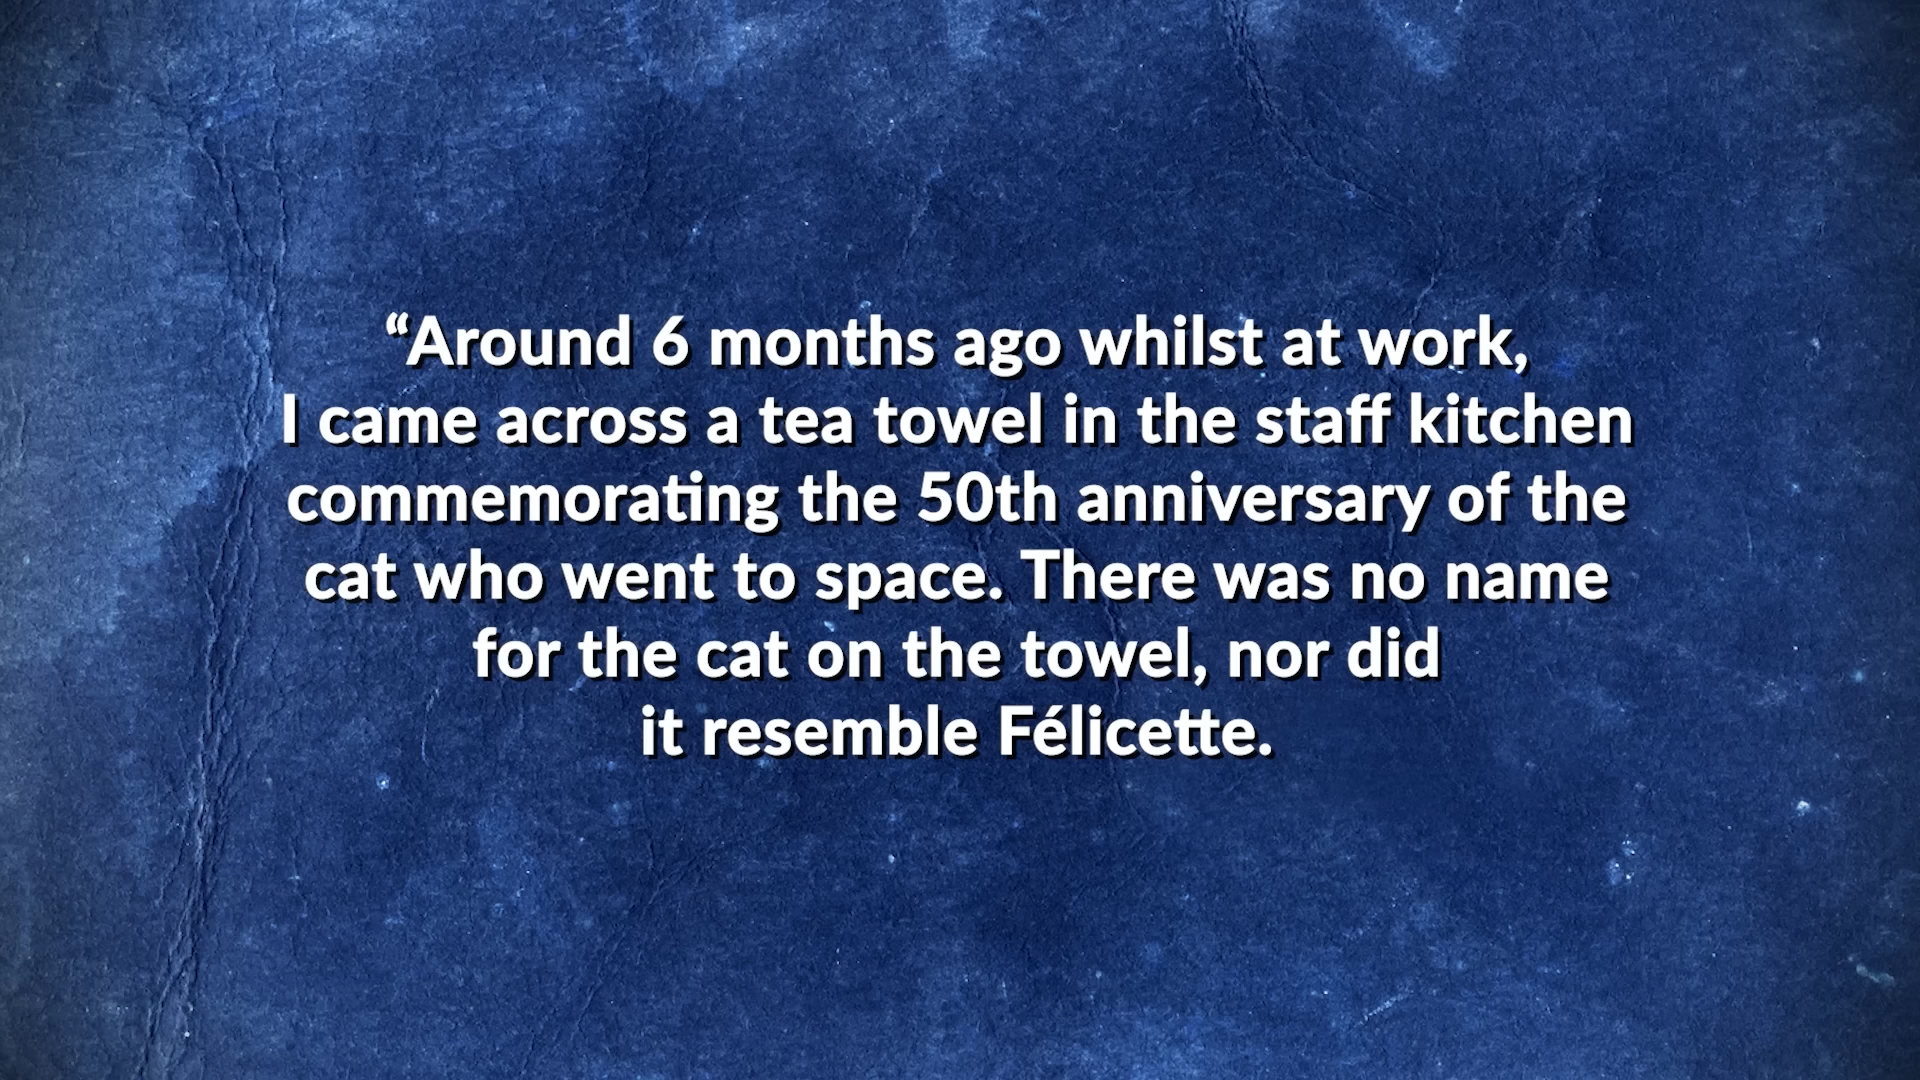 “Around 6 months ago whilst at work,
I came across a tea towel in the staff kitchen
commemorating the 50th anniversary of the
cat who went to space. There was no name
for the cat on the towel, nor did
it resemble Félicette.